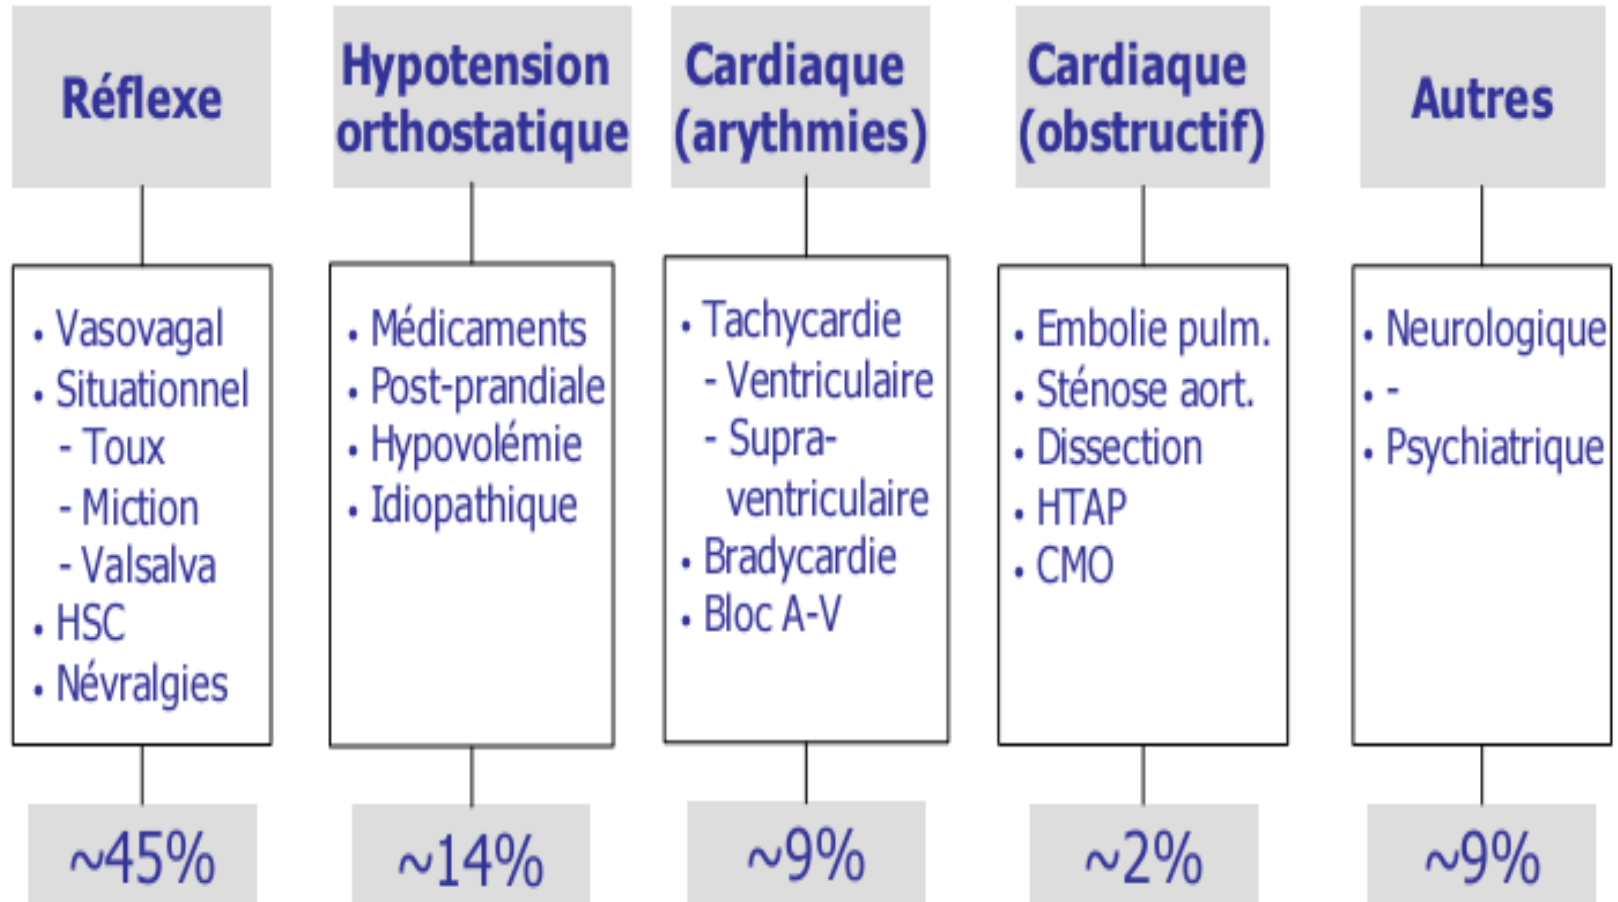 Réflexe
• Vasovagal
• Situationnel
- Toux
- Miction
- Valsalva
• HSC
• Névralgies
~45%
Hypotension
orthostatique
• Médicaments
• Post-prandiale
• Hypovolémie
• Idiopathique
~14%
Cardiaque
(arythmies)
• Tachycardie
- Ventriculaire
- Supra-
ventriculaire
• Bradycardie
• Bloc A-V
~9%
Cardiaque
(obstructif)
• Embolie pulm.
• Sténose aort.
• Dissection
• HTAP
• CMO
~2%
Autres
• Neurologique
• -
• Psychiatrique
~9%